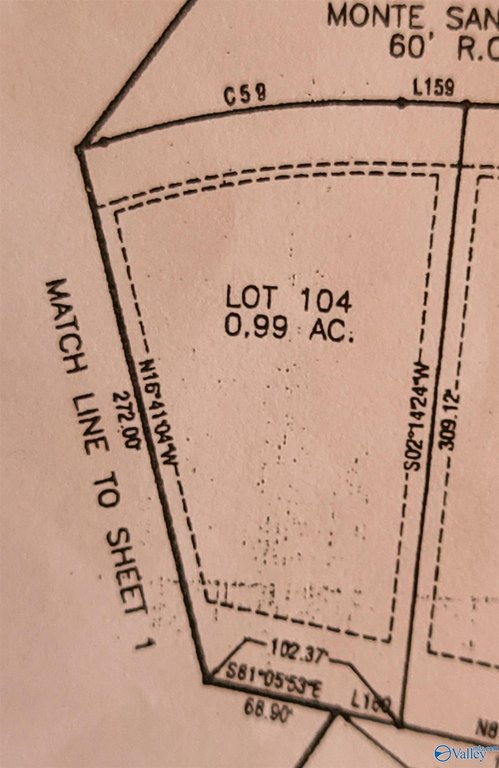 MONTE SAN
60' R.O
C59
L159
LOT 104
0.99 AC.
MATCH LINE TO SHEET 1
N16°41'04"W
272.00'
S02°14'24"W
309.12'
102.37'
S81°05'53"E
68.90'
L160
N8
Valley